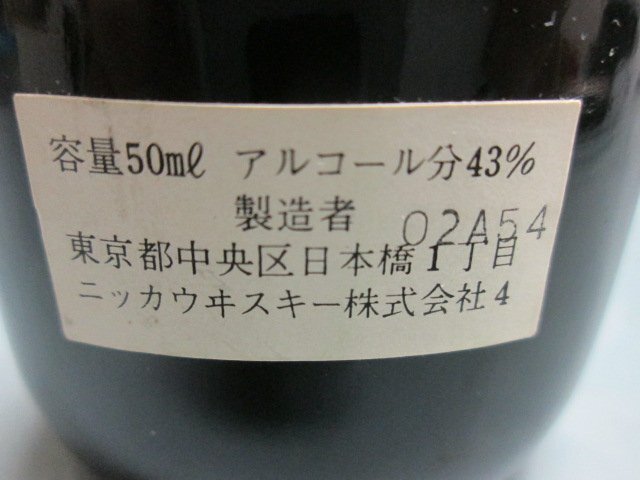 容量50mℓ アルコール分43%
製造者 02A54
東京都中央区日本橋1丁目
ニッカウヰスキー株式会社4